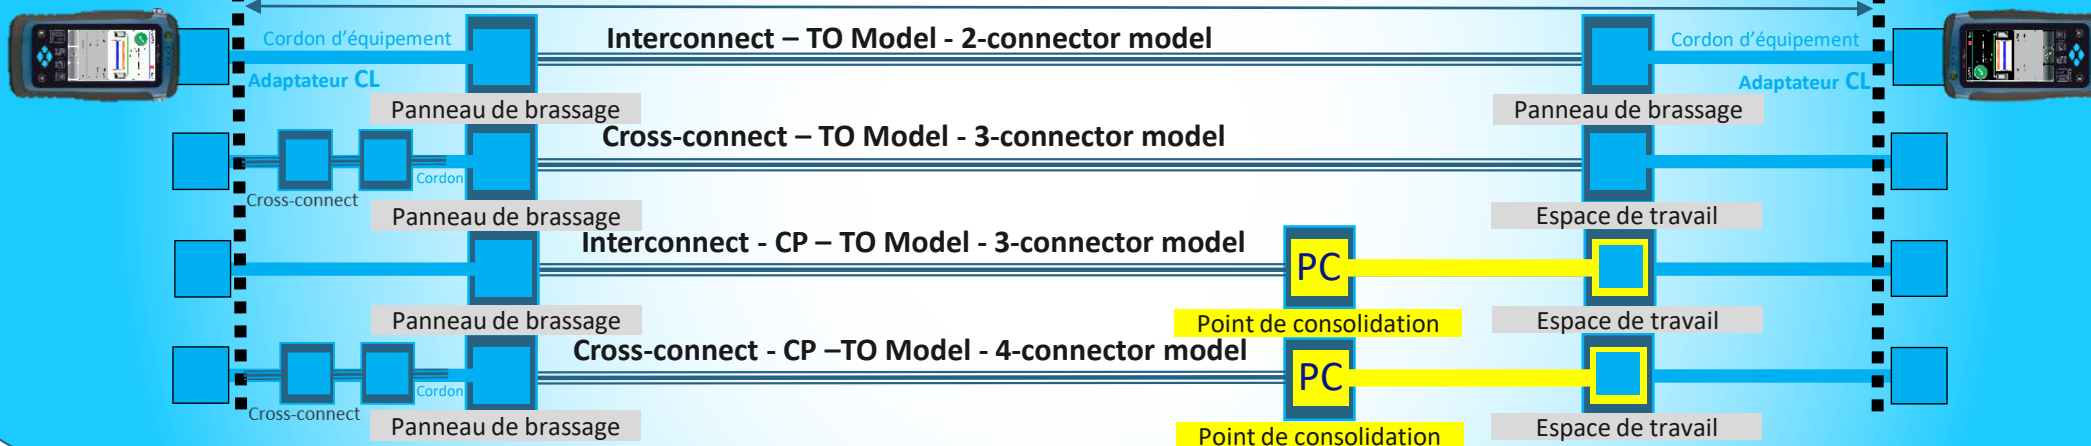 Cordon d'équipement
Interconnect – TO Model - 2-connector model
Cordon d'équipement
Adaptateur CL
Adaptateur CL
Panneau de brassage
Panneau de brassage
Cross-connect – TO Model - 3-connector model
Cordon
Cross-connect
Panneau de brassage
Espace de travail
Interconnect - CP – TO Model - 3-connector model
PC
Panneau de brassage
Point de consolidation
Espace de travail
Cross-connect - CP –TO Model - 4-connector model
PC
Cordon
Cross-connect
Panneau de brassage
Point de consolidation
Espace de travail